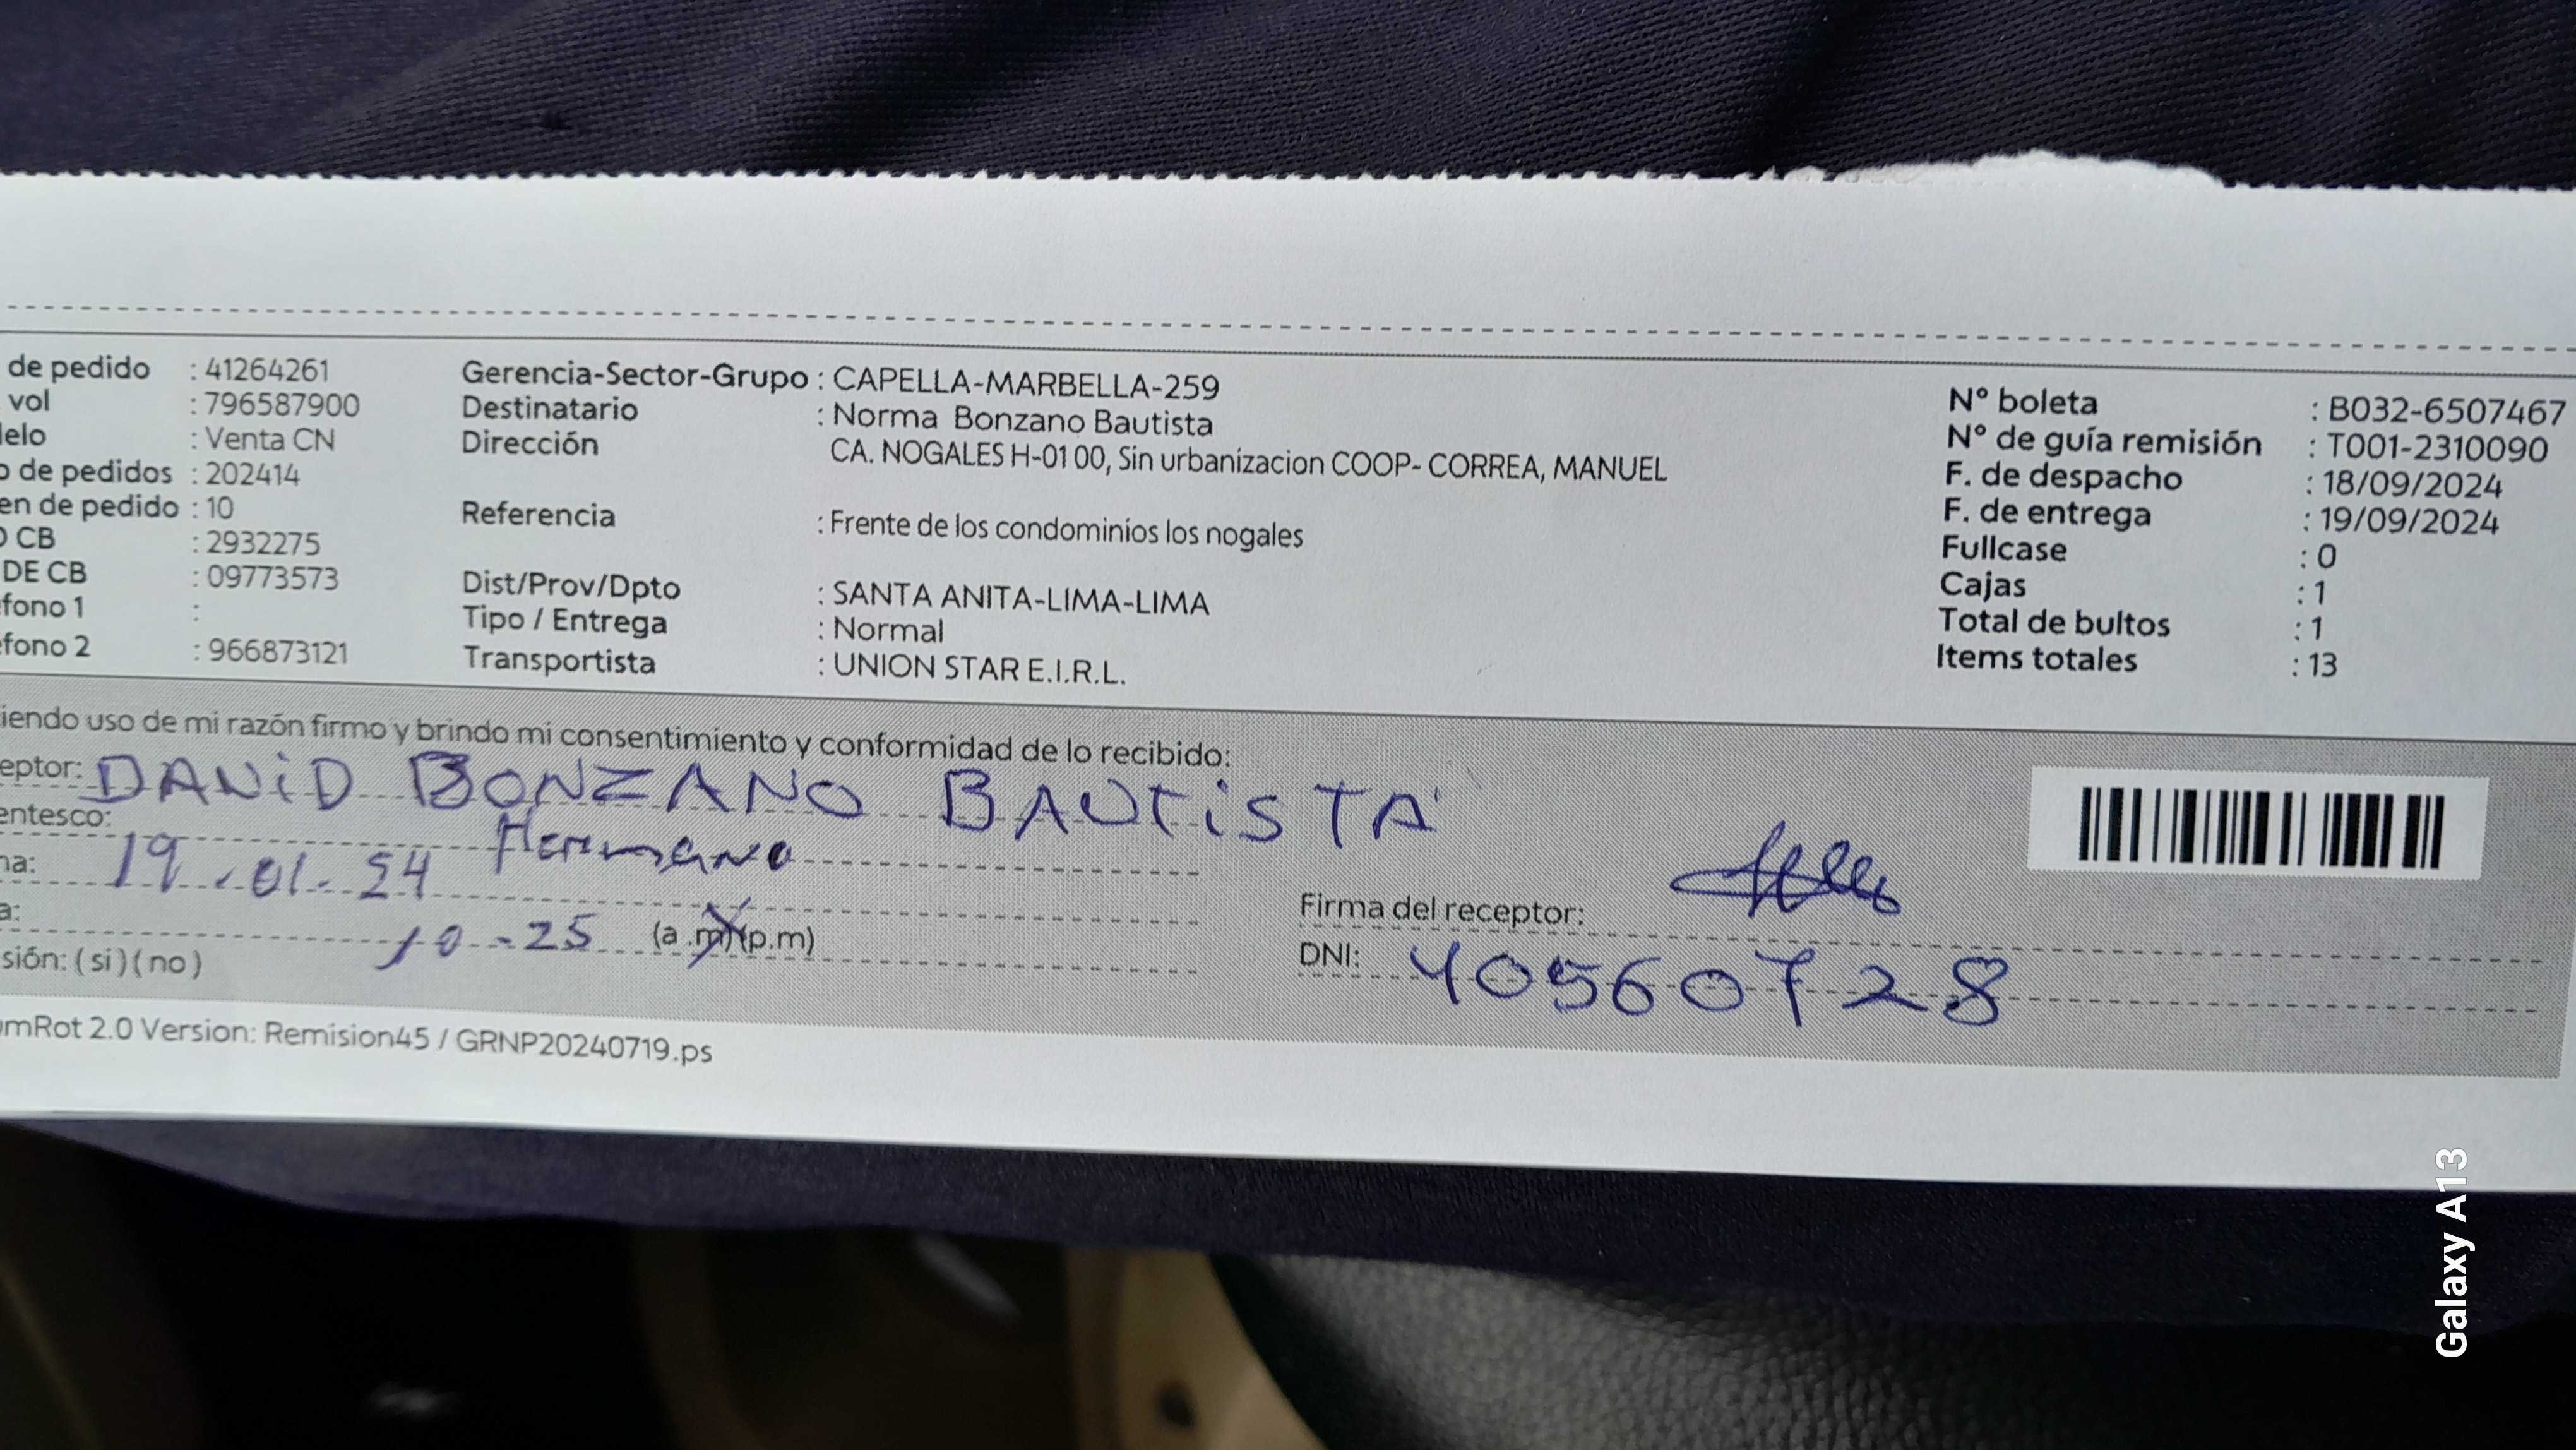 de pedido : 41264261 Gerencia-Sector-Grupo : CAPELLA-MARBELLA-259 N° boleta : B032-6507467
vol : 796587900 Destinatario : Norma Bonzano Bautista N° de guía remisión : T001-2310090
elo : Venta CN Dirección CA. NOGALES H-01 00, Sin urbanizacion COOP- CORREA, MANUEL F. de despacho : 18/09/2024
o de pedidos : 202414 F. de entrega : 19/09/2024
en de pedido : 10 Referencia : Frente de los condominios los nogales Fullcase : 0
CB : 2932275 Cajas : 1
DE CB : 09773573 Dist/Prov/Dpto : SANTA ANITA-LIMA-LIMA Total de bultos : 1
fono 1 : Tipo / Entrega : Normal Items totales : 13
fono 2 : 966873121 Transportista : UNION STAR E.I.R.L.
iendo uso de mi razón firmo y brindo mi consentimiento y conformidad de lo recibido:
eptor: DAVID BONZANO BAUTISTA
entesco: Hermano
na: 19.01.24
a: 10-25 (a.m)(p.m) Firma del receptor:
sión: (si)(no) DNI: 40560728
mRot 2.0 Version: Remision45 / GRNP20240719.ps
Galaxy A13